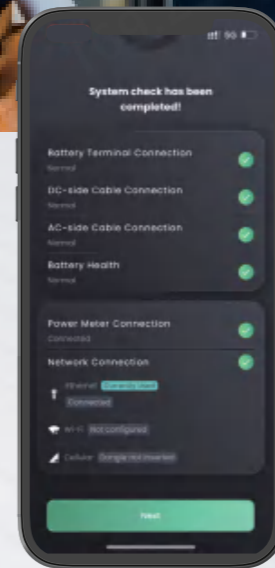 5G
System check has been
completed!
Battery Terminal Connection
Normal
DC-side Cable Connection
Normal
AC-side Cable Connection
Normal
Battery Health
Normal
Power Meter Connection
Connected
Network Connection
Ethernet Currently used
Connected
Wi-Fi Not configured
Cellular Dongle not inserted
Next